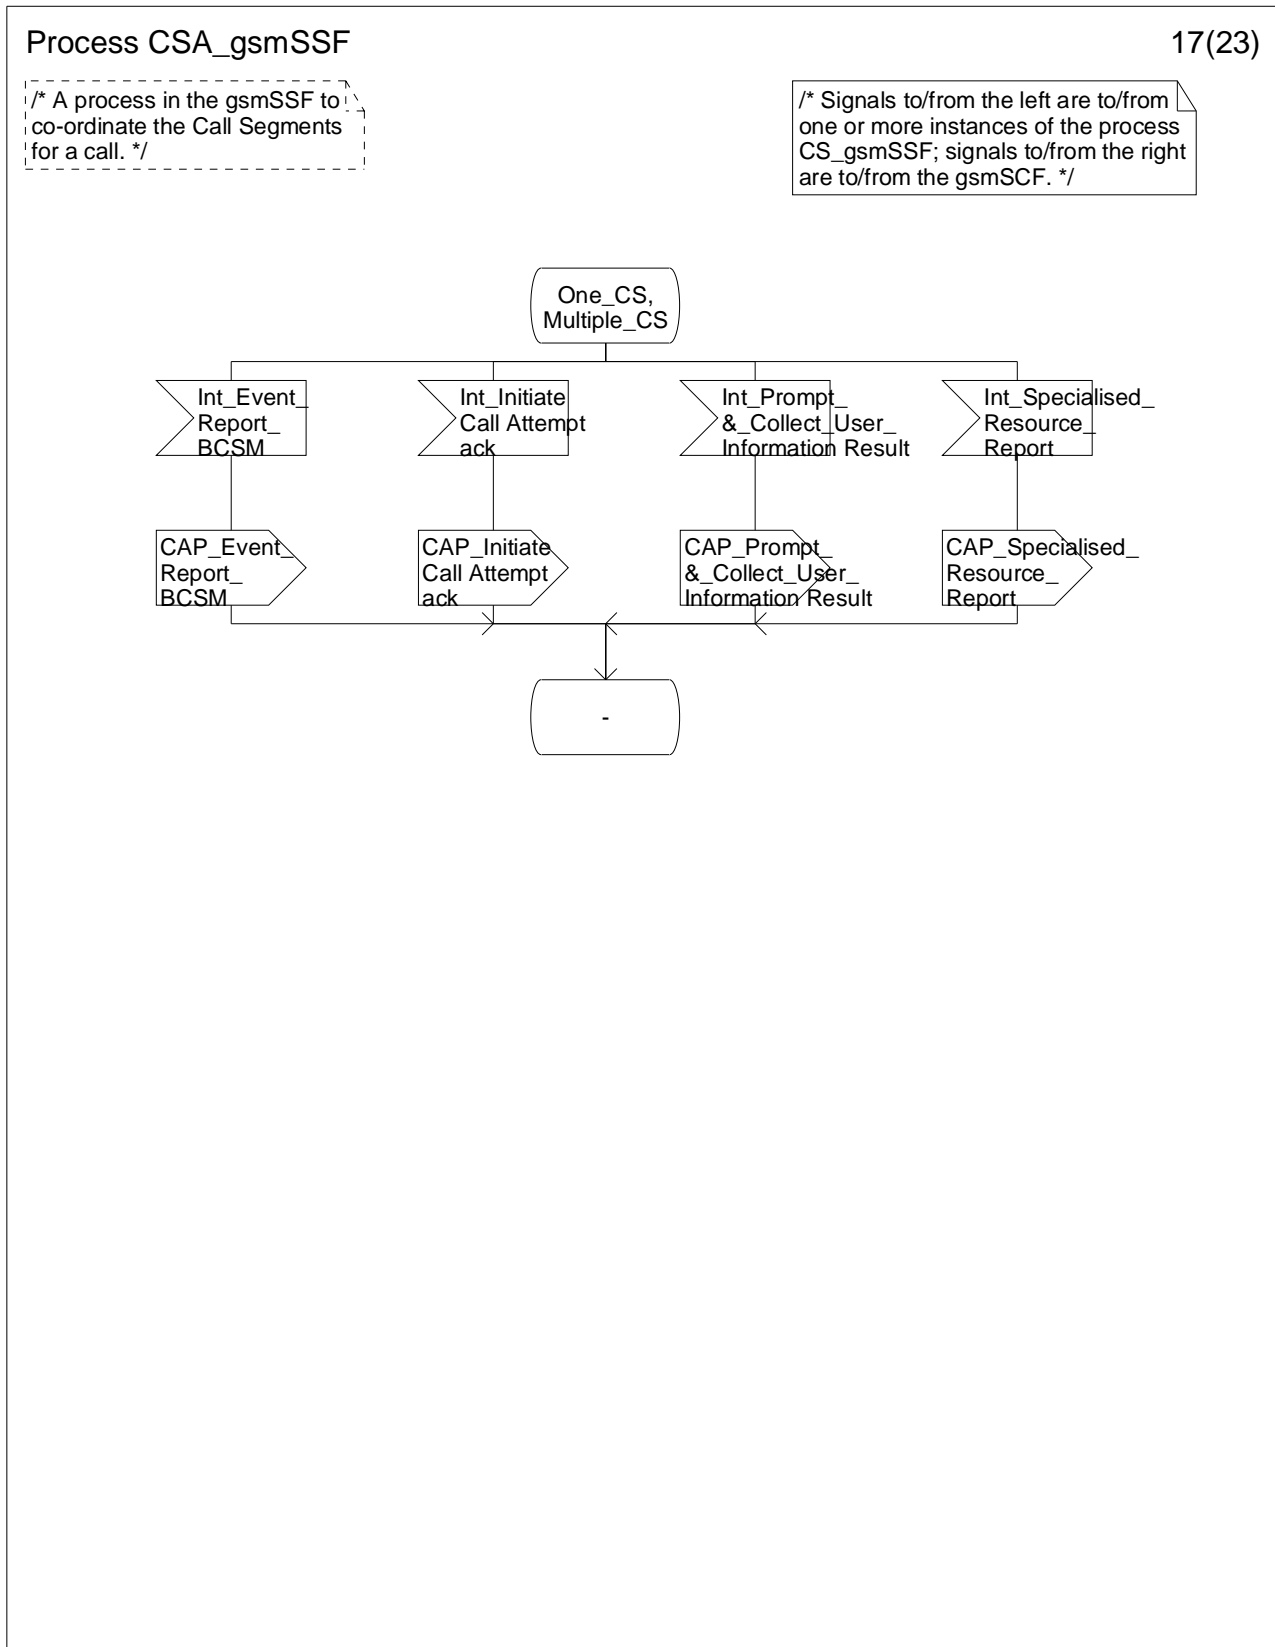 Process CSA_gsmSSF
17(23)
/* A process in the gsmSSF to
co-ordinate the Call Segments
for a call. */
/* Signals to/from the left are to/from
one or more instances of the process
CS_gsmSSF; signals to/from the right
are to/from the gsmSCF. */
One_CS,
Multiple_CS
Int_Event_
Report_
BCSM
Int_Initiate
Call Attempt
ack
Int_Prompt_
&_Collect_User_
Information Result
Int_Specialised_
Resource_
Report
CAP_Event_
Report_
BCSM
CAP_Initiate
Call Attempt
ack
CAP_Prompt_
&_Collect_User_
Information Result
CAP_Specialised_
Resource_
Report
-